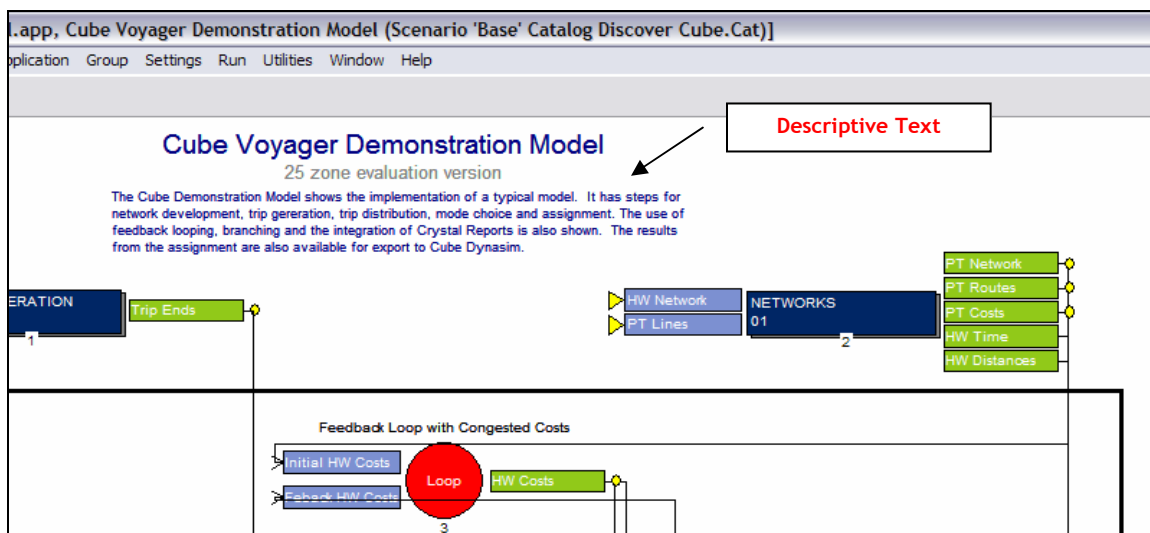 l.app, Cube Voyager Demonstration Model (Scenario 'Base' Catalog Discover Cube.Cat)]
pplication Group Settings Run Utilities Window Help
Descriptive Text
Cube Voyager Demonstration Model
25 zone evaluation version
The Cube Demonstration Model shows the implementation of a typical model. It has steps for
network development, trip gereration, trip distribution, mode choice and assignment. The use of
feedback looping, branching and the integration of Crystal Reports is also shown. The results
from the assignment are also available for export to Cube Dynasim.
ERATION
1
Trip Ends
HW Network
PT Lines
NETWORKS
01
2
PT Network
PT Routes
PT Costs
HW Time
HW Distances
Feedback Loop with Congested Costs
Initial HW Costs
Feback HW Costs
Loop
3
HW Costs